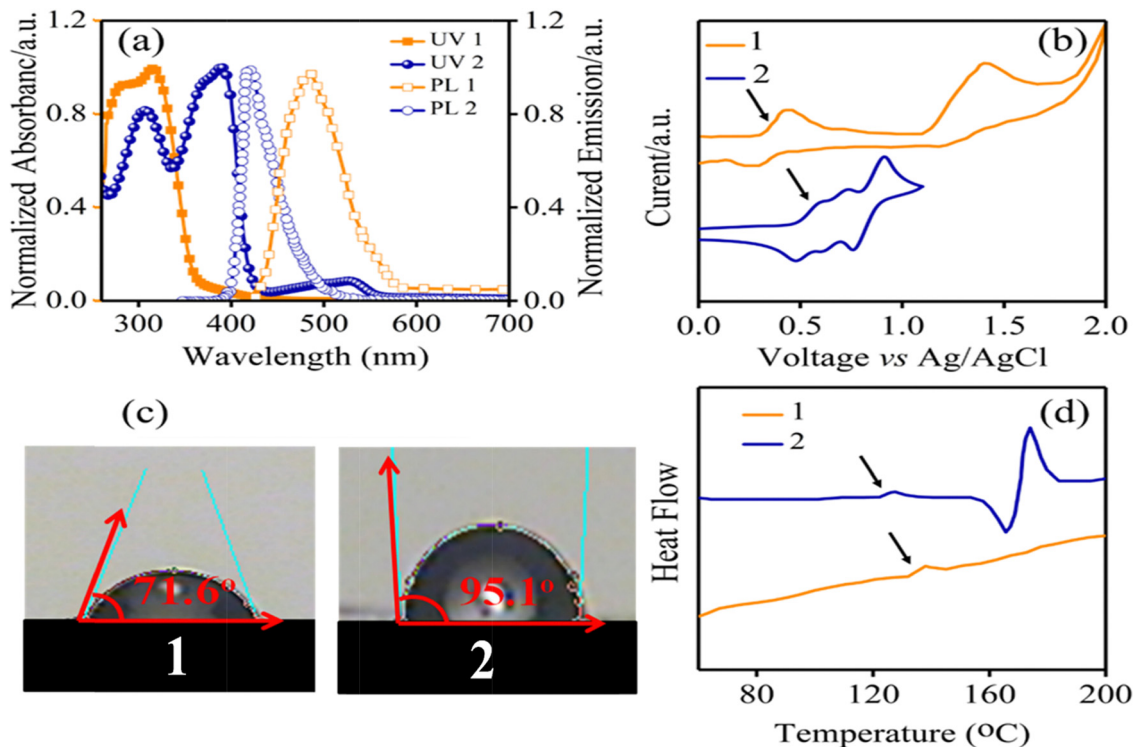 (a)
UV 1
UV 2
PL 1
PL 2
Normalized Absorbanc/a.u.
1.2
0.8
0.4
0.0
300 400 500 600 700
Wavelength (nm)
1.2
0.8
0.4
0.0
Normalized Emission/a.u.
(b)
1
2
Curent/a.u.
0.0 0.5 1.0 1.5 2.0
Voltage vs Ag/AgCl
(c)
71.6o
1
95.1o
2
(d)
1
2
Heat Flow
80 120 160 200
Temperature (OC)